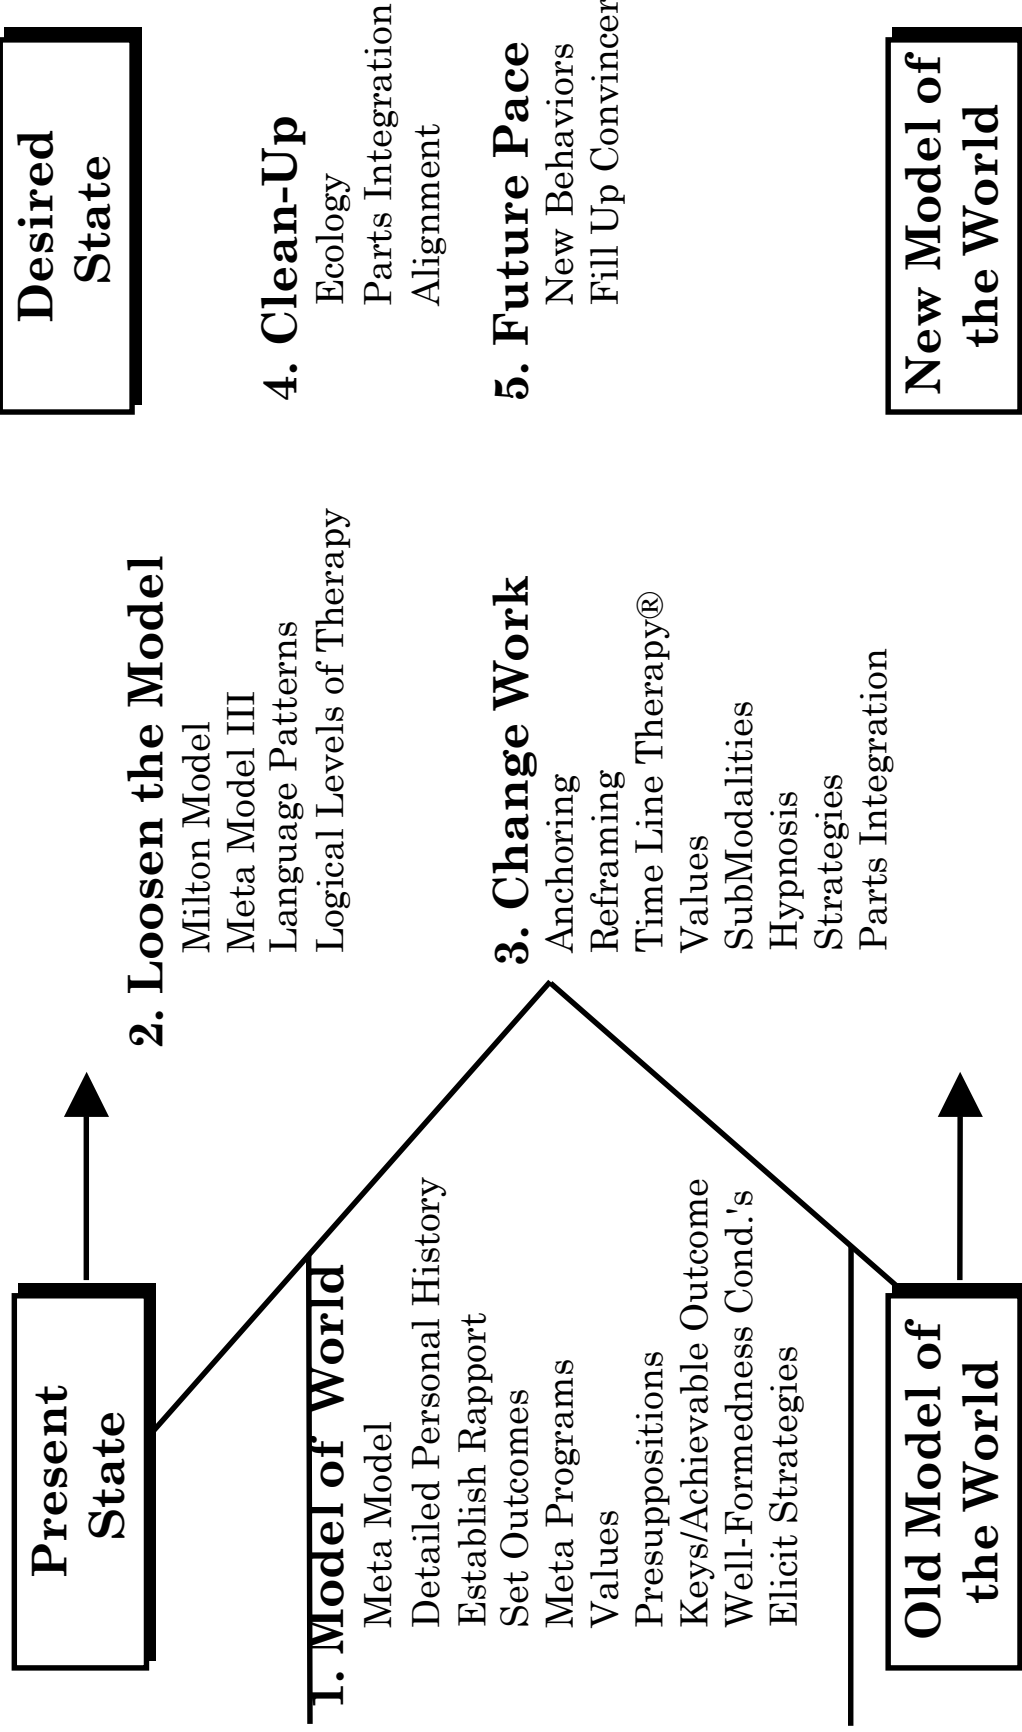 Present
State
Desired
State
1. Model of World
Meta Model
Detailed Personal History
Establish Rapport
Set Outcomes
Meta Programs
Values
Presuppositions
Keys/Achievable Outcome
Well-Formedness Cond.'s
Elicit Strategies
2. Loosen the Model
Milton Model
Meta Model III
Language Patterns
Logical Levels of Therapy
3. Change Work
Anchoring
Reframing
Time Line Therapy®
Values
SubModalities
Hypnosis
Strategies
Parts Integration
4. Clean-Up
Ecology
Parts Integration
Alignment
5. Future Pace
New Behaviors
Fill Up Convincer
Old Model of
the World
New Model of
the World